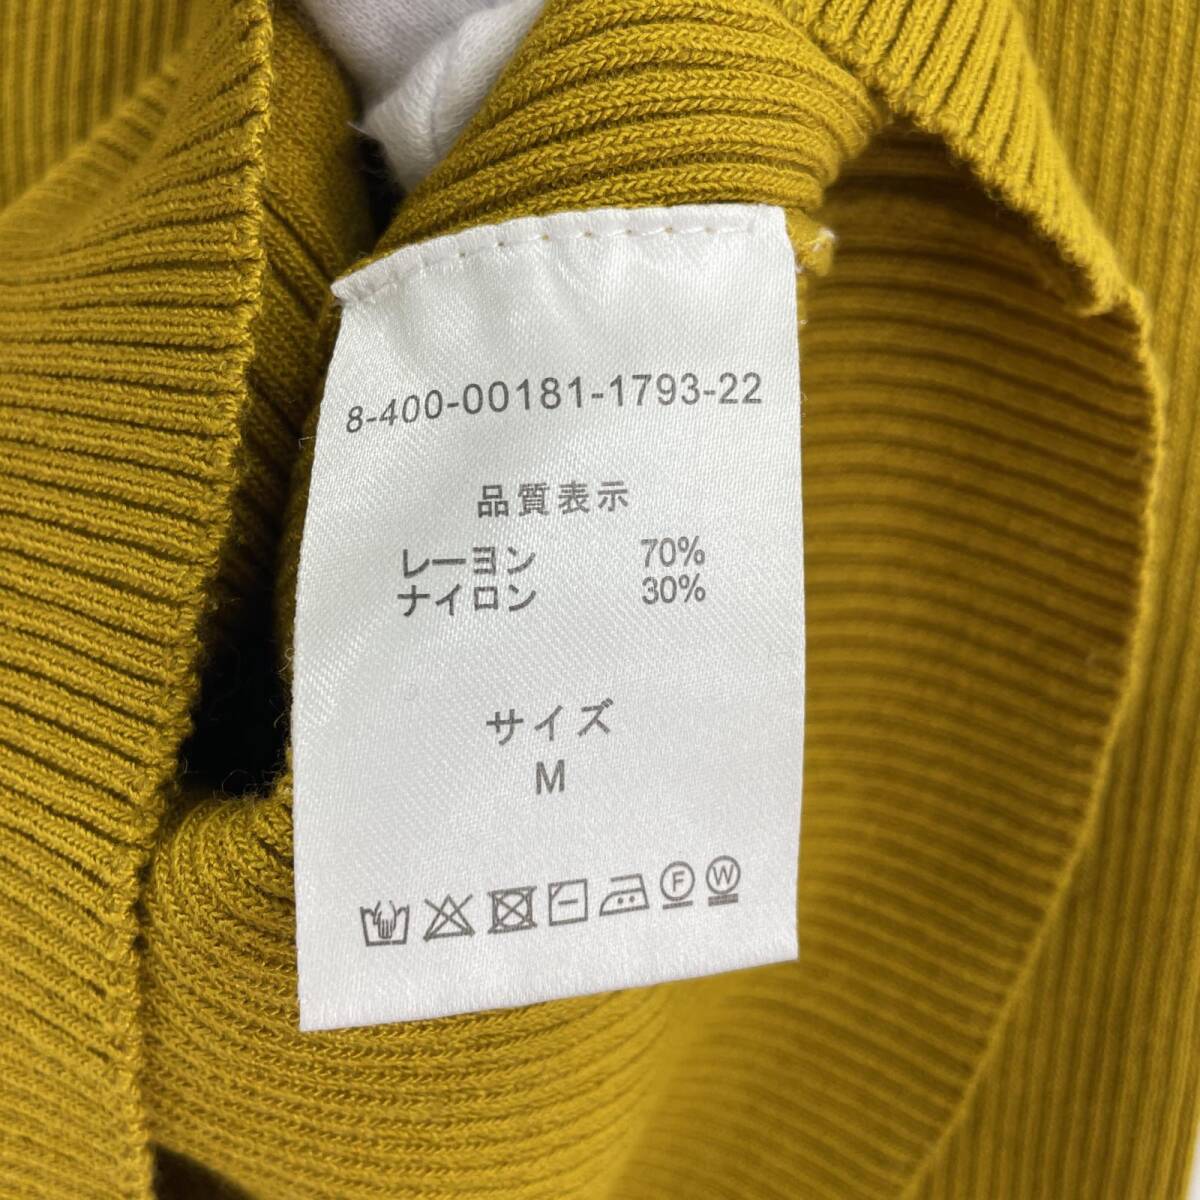 8-400-00181-1793-22
品質表示
レーヨン 70%
ナイロン 30%
サイズ
M
F W